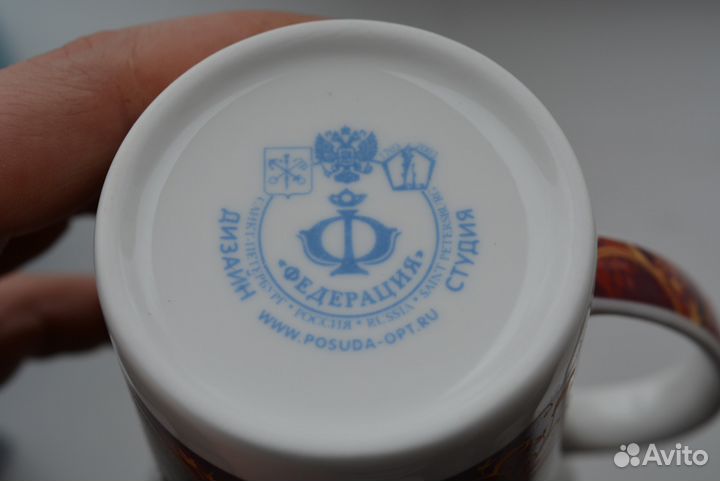 ДИЗАЙН СТУДИЯ
«ФЕДЕРАЦИЯ»
САНКТ-ПЕТЕРБУРГ • РОССИЯ • RUSSIA • SAINT PETERSBURG
WWW.POSUDA-OPT.RU
Avito